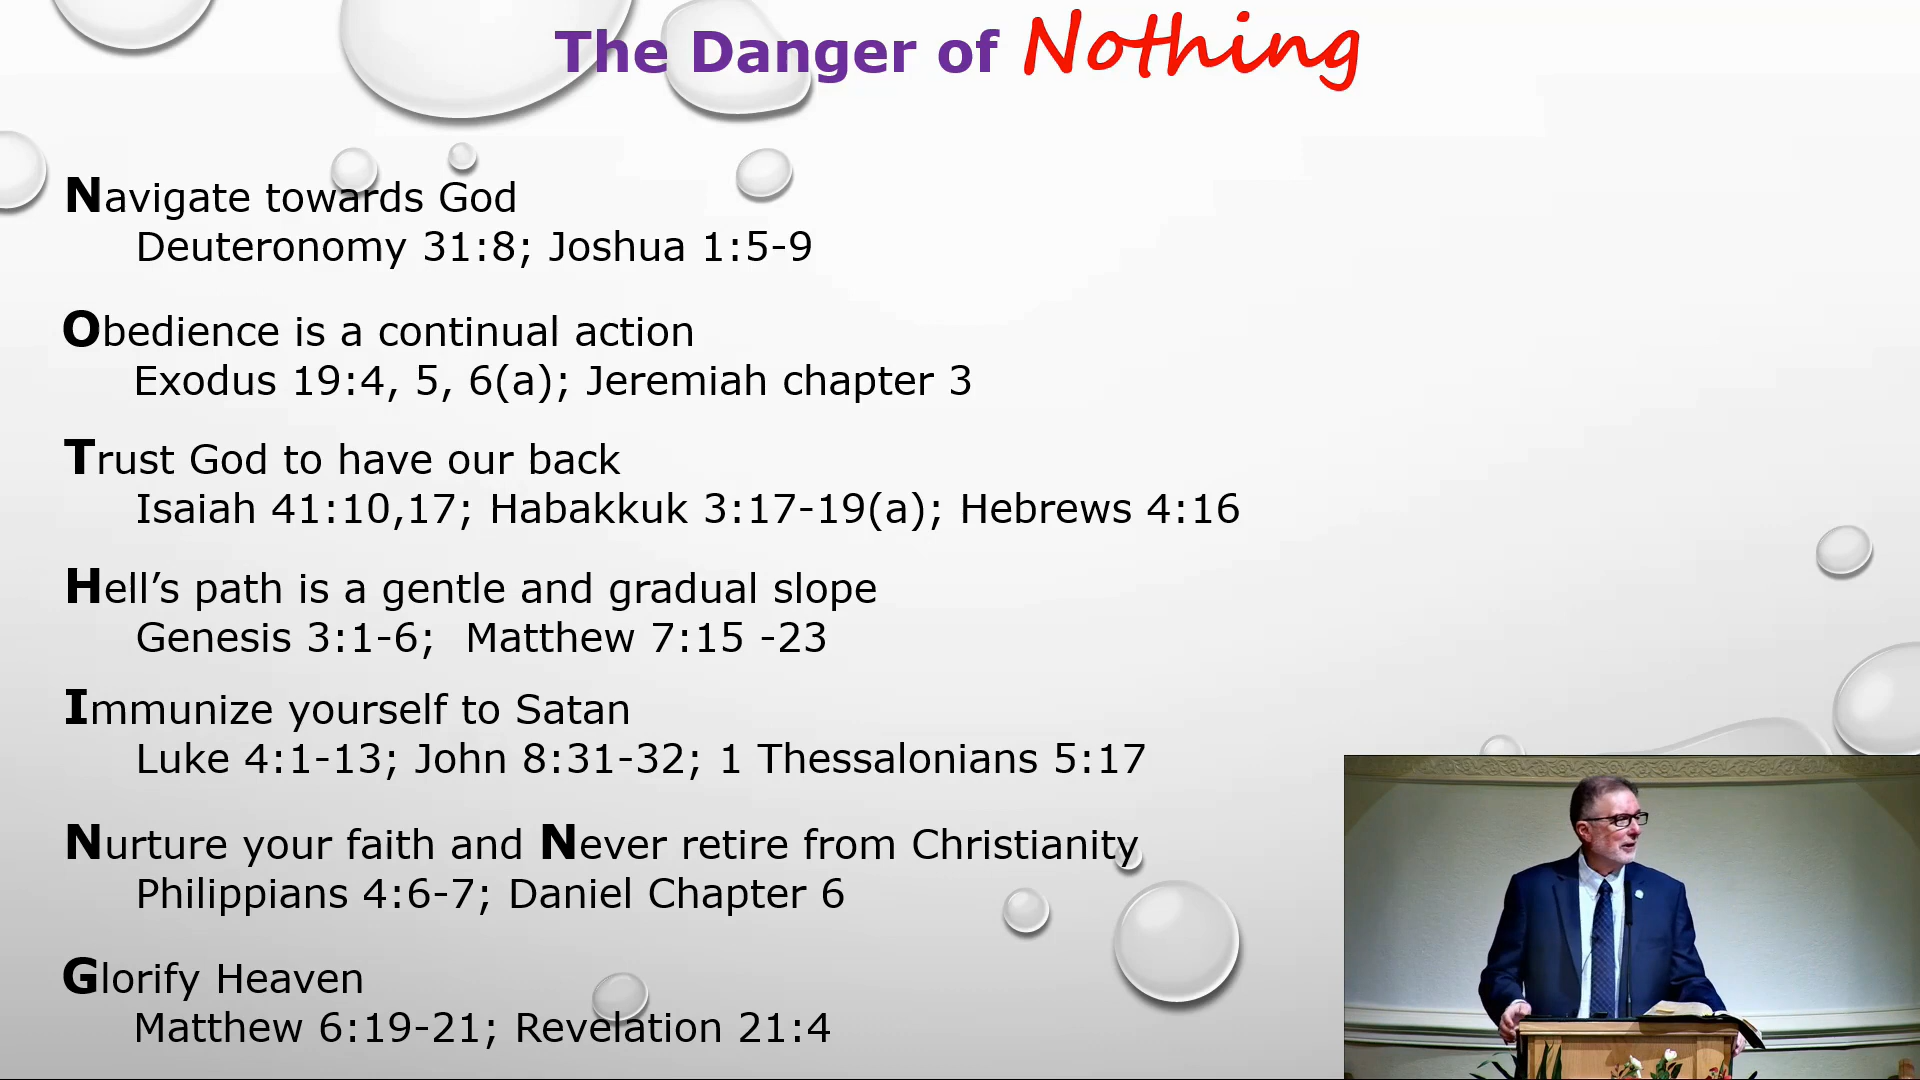 The Danger of Nothing
Navigate towards God
Deuteronomy 31:8; Joshua 1:5-9
Obedience is a continual action
Exodus 19:4, 5, 6(a); Jeremiah chapter 3
Trust God to have our back
Isaiah 41:10,17; Habakkuk 3:17-19(a); Hebrews 4:16
Hell’s path is a gentle and gradual slope
Genesis 3:1-6;  Matthew 7:15 -23
Immunize yourself to Satan
Luke 4:1-13; John 8:31-32; 1 Thessalonians 5:17
Nurture your faith and Never retire from Christianity
Philippians 4:6-7; Daniel Chapter 6
Glorify Heaven
Matthew 6:19-21; Revelation 21:4